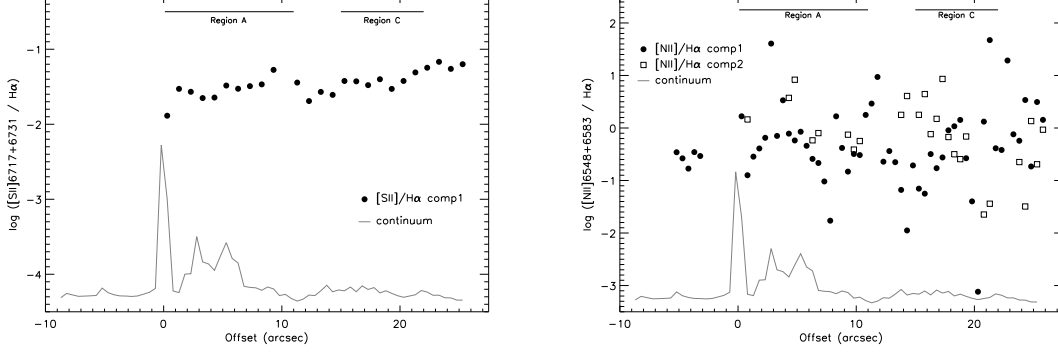 Region A
Region C
-1
-2
-3
-4
log ([SII]6717+6731 / Hα)
[SII]/Hα comp1
continuum
-10
0
10
20
Offset (arcsec)
Region A
Region C
2
1
0
-1
-2
-3
log ([NII]6548+6583 / Hα)
[NII]/Hα comp1
[NII]/Hα comp2
continuum
-10
0
10
20
Offset (arcsec)